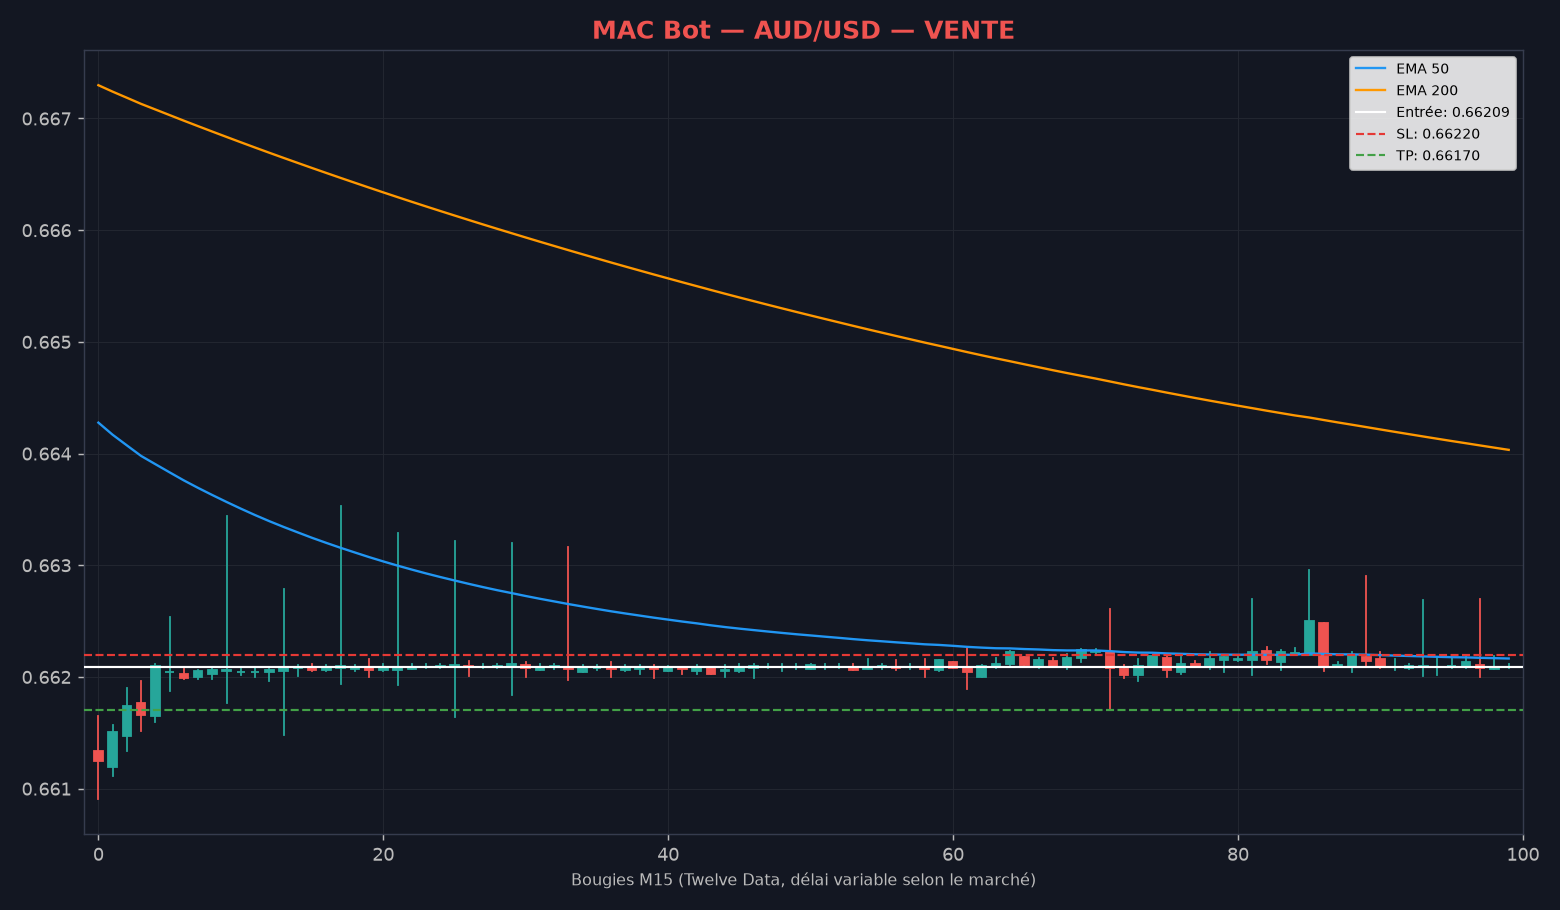 MAC Bot — AUD/USD — VENTE
EMA 50
EMA 200
Entrée: 0.66209
SL: 0.66220
TP: 0.66170
0.667
0.666
0.665
0.664
0.663
0.662
0.661
0
20
40
60
80
100
Bougies M15 (Twelve Data, délai variable selon le marché)